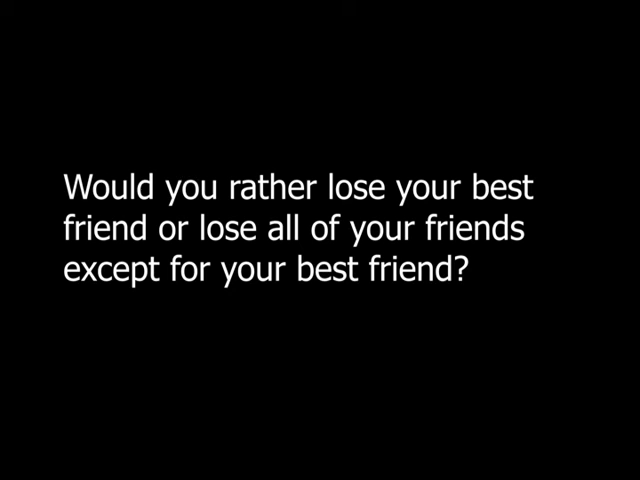 Would you rather lose your best
friend or lose all of your friends
except for your best friend?